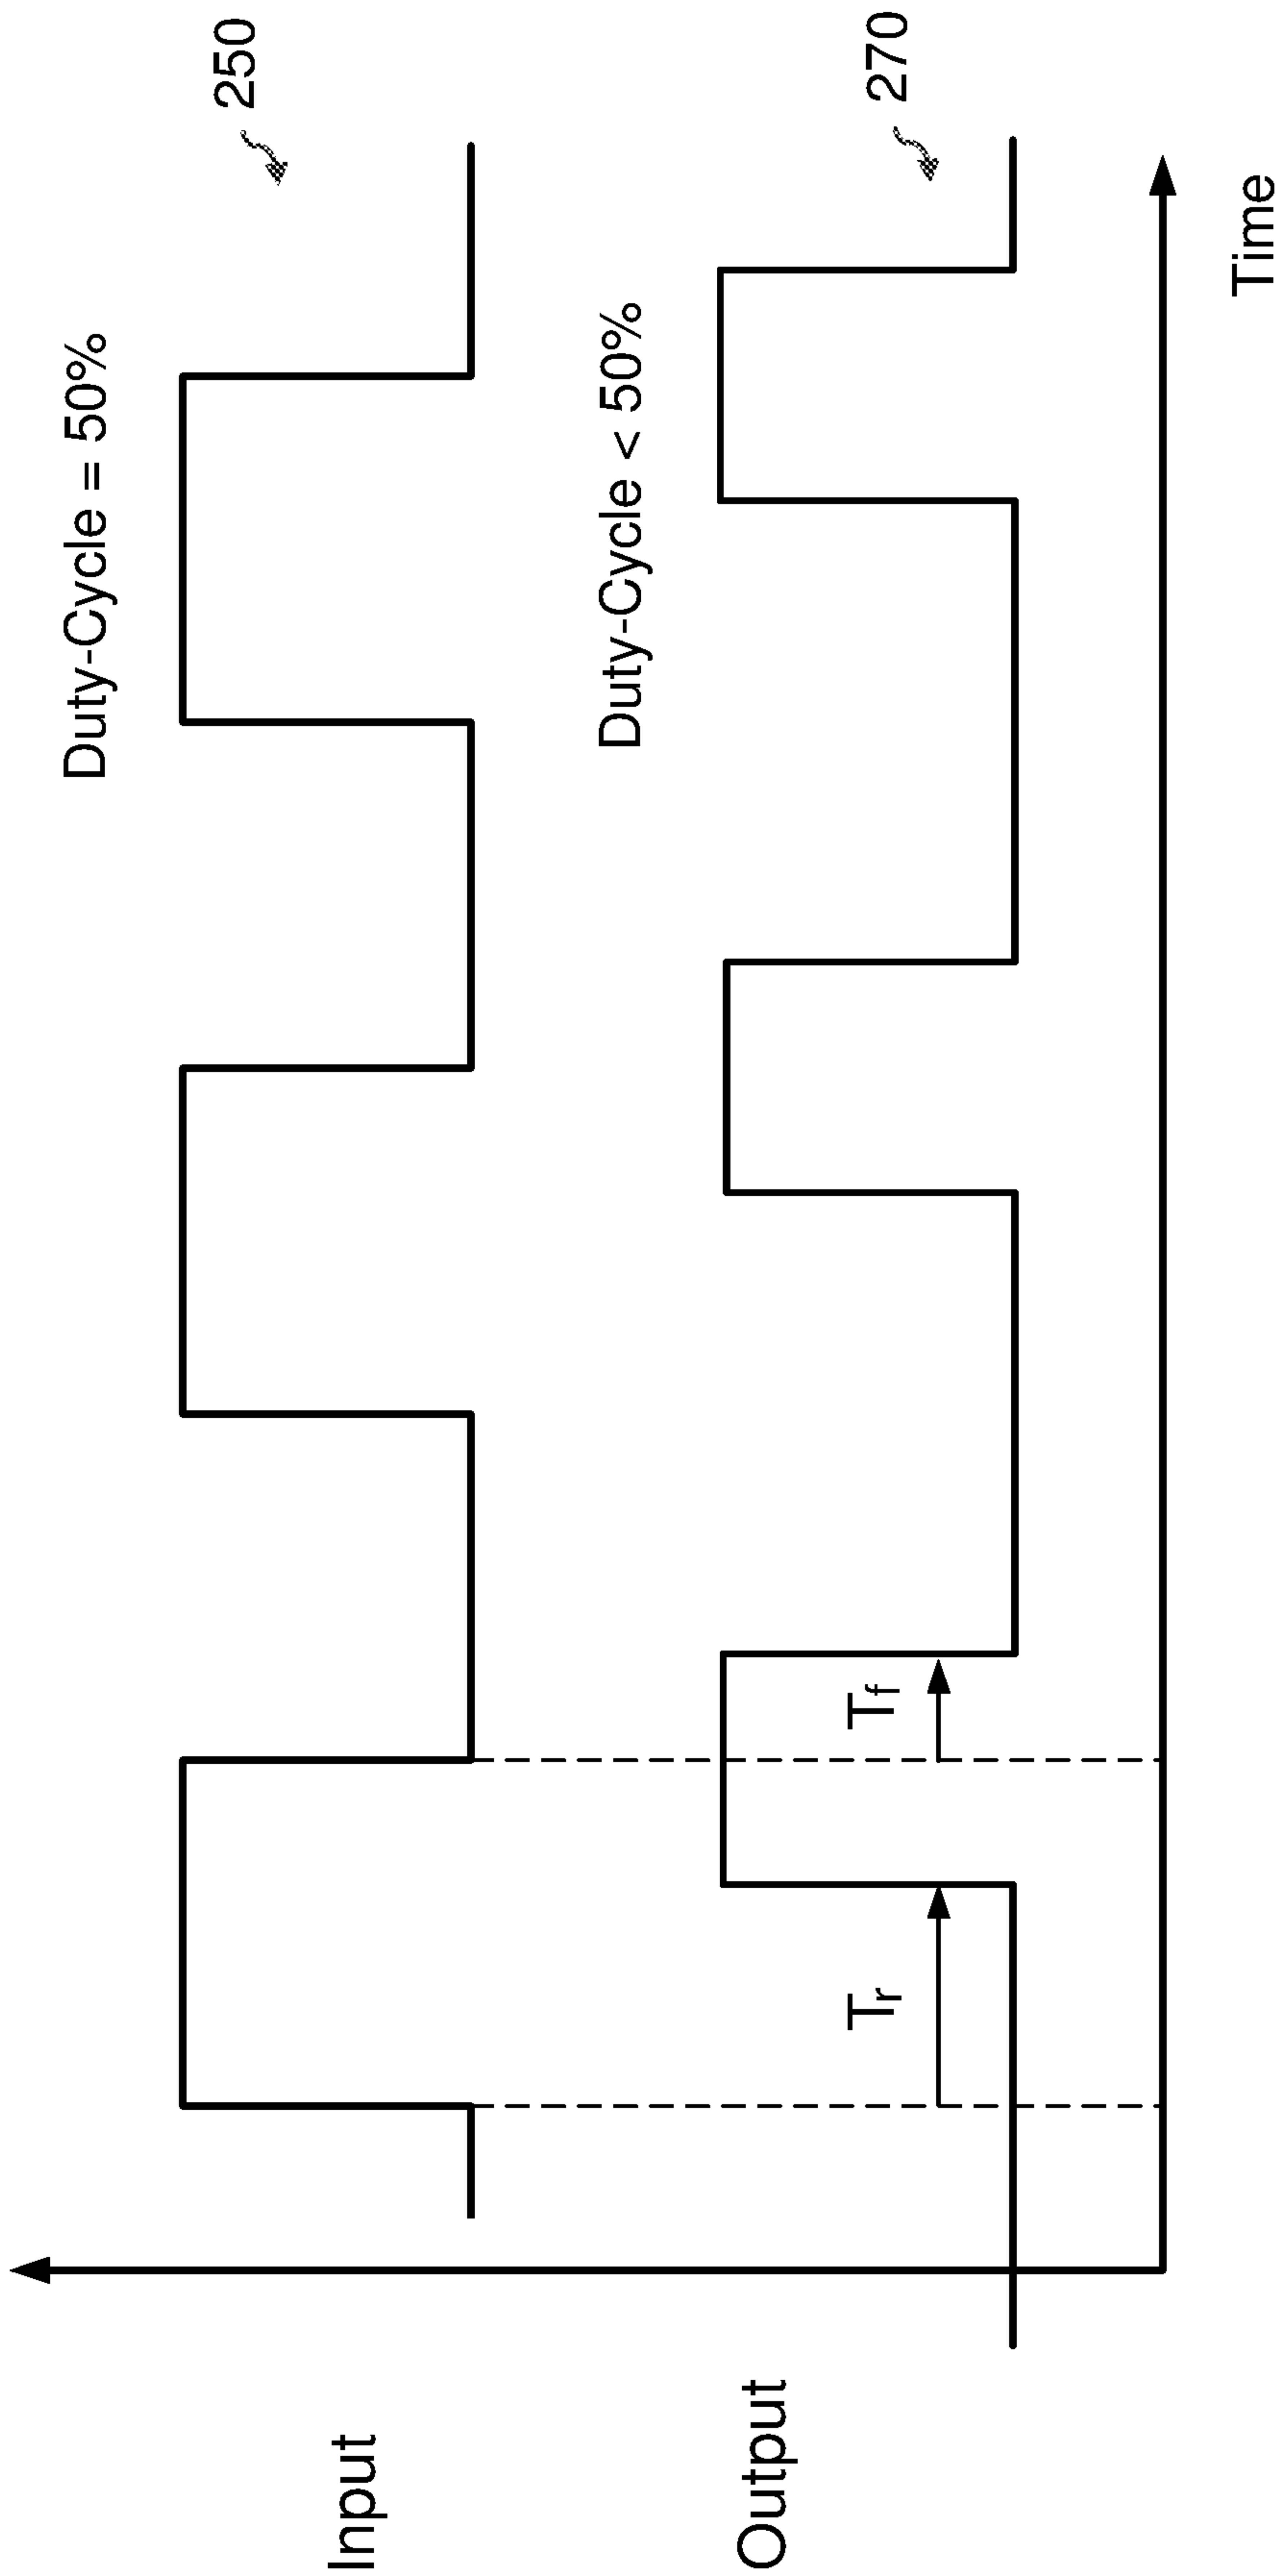 Duty-Cycle = 50%
250
Input
Duty-Cycle < 50%
270
Output
Tr
Tf
Time